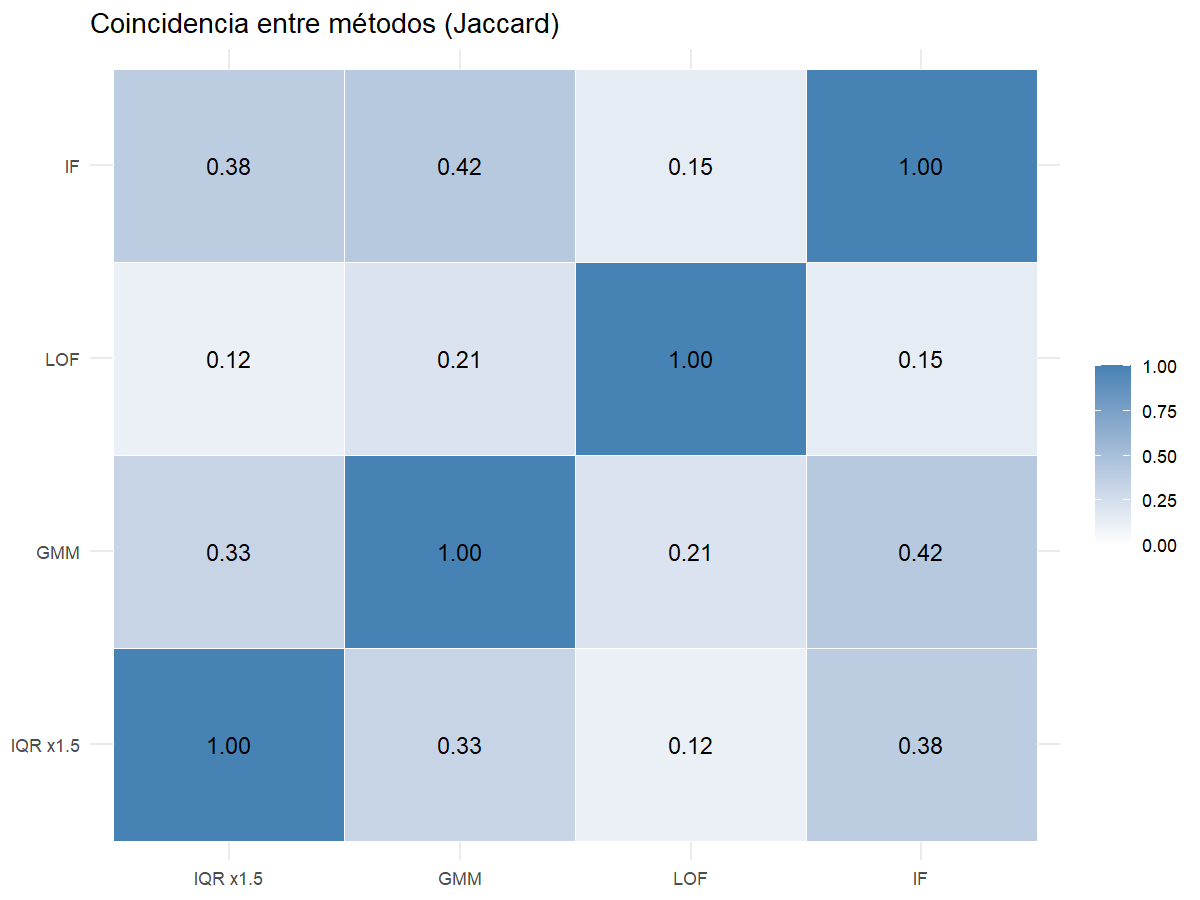 Coincidencia entre métodos (Jaccard)
IF 0.38 0.42 0.15 1.00
LOF 0.12 0.21 1.00 0.15
GMM 0.33 1.00 0.21 0.42
IQR x1.5 1.00 0.33 0.12 0.38
IQR x1.5 GMM LOF IF
1.00
0.75
0.50
0.25
0.00